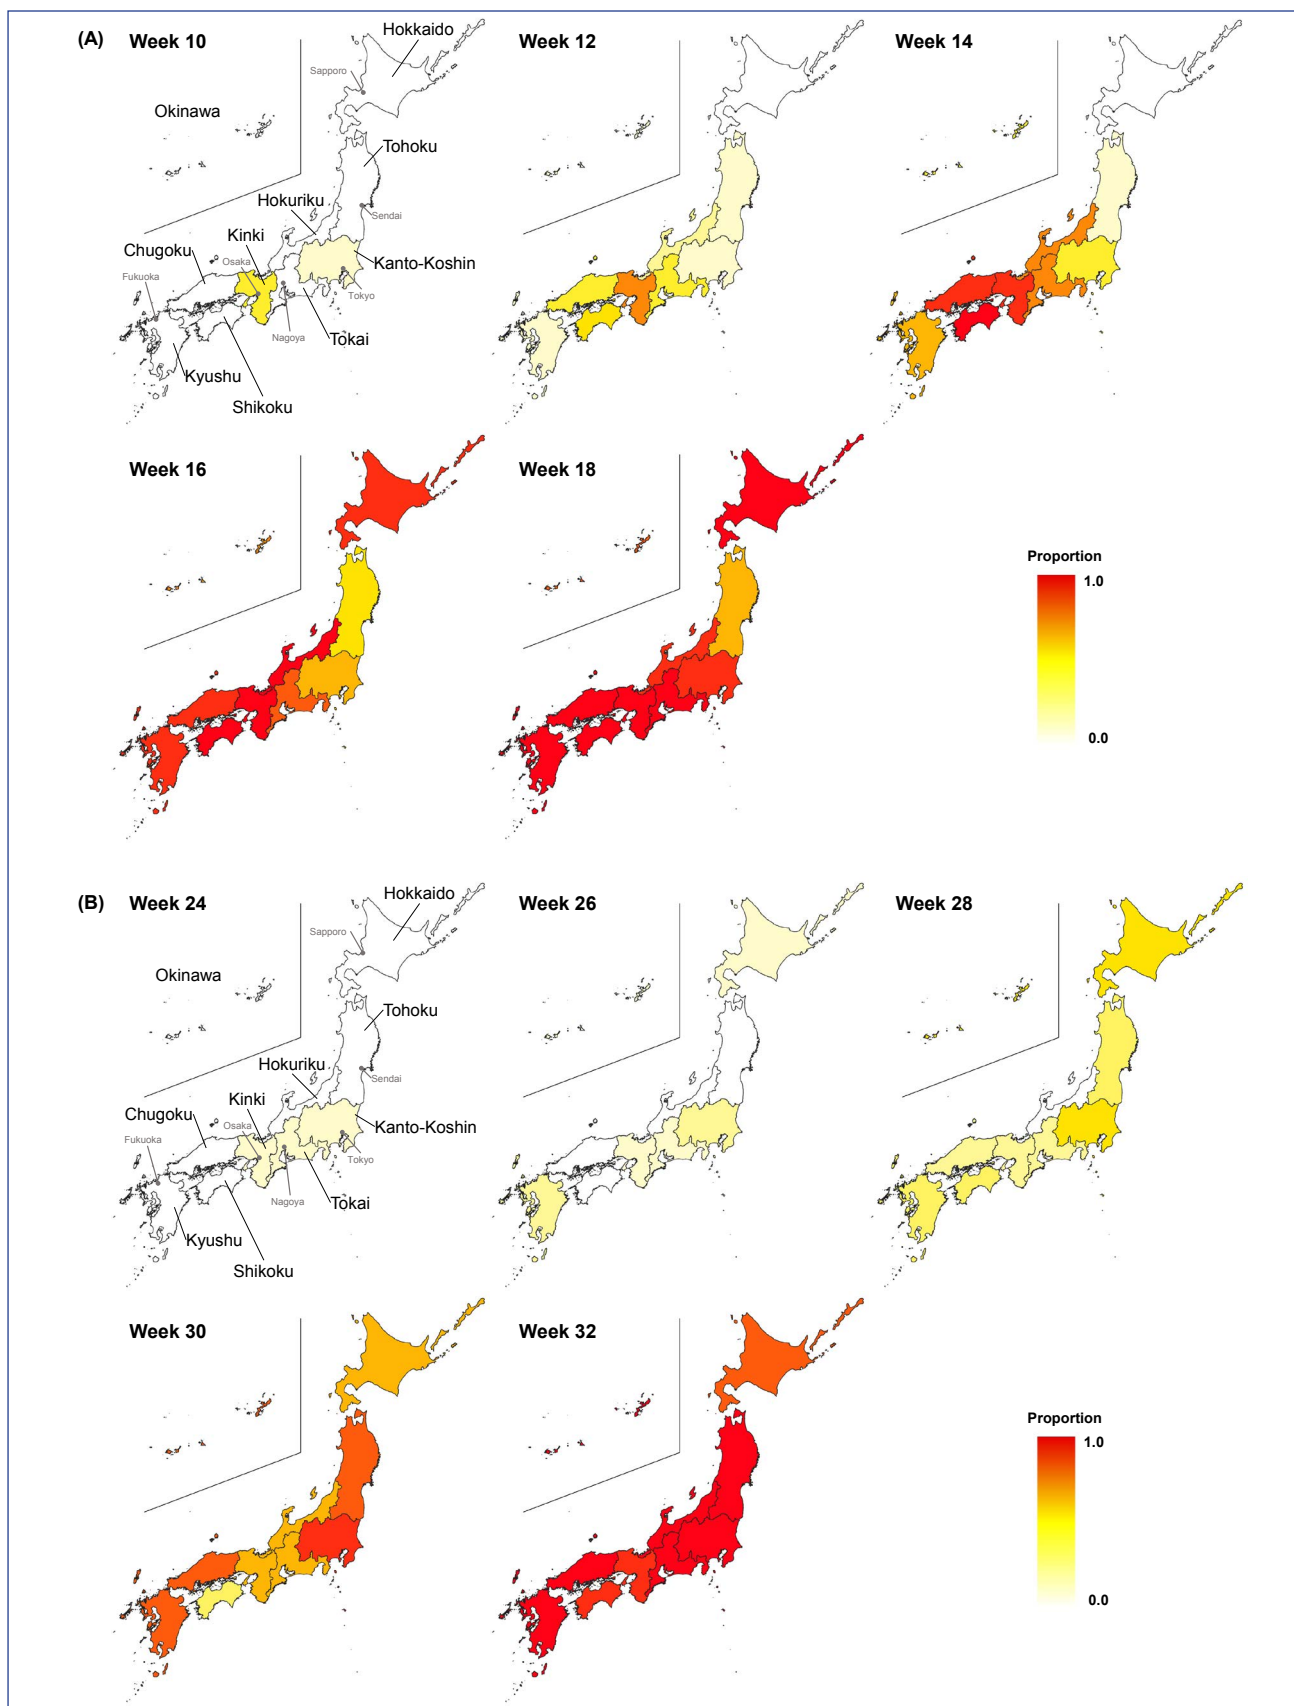 (A) Week 10
Week 12
Week 14
Hokkaido
Sapporo
Okinawa
Tohoku
Hokuriku
Sendai
Kinki
Chugoku
Osaka
Kanto-Koshin
Fukuoka
Tokyo
Nagoya
Tokai
Kyushu
Shikoku
Week 16
Week 18
Proportion
1.0
0.0
(B) Week 24
Week 26
Week 28
Hokkaido
Sapporo
Okinawa
Tohoku
Hokuriku
Sendai
Kinki
Chugoku
Osaka
Kanto-Koshin
Fukuoka
Tokyo
Nagoya
Tokai
Kyushu
Shikoku
Week 30
Week 32
Proportion
1.0
0.0